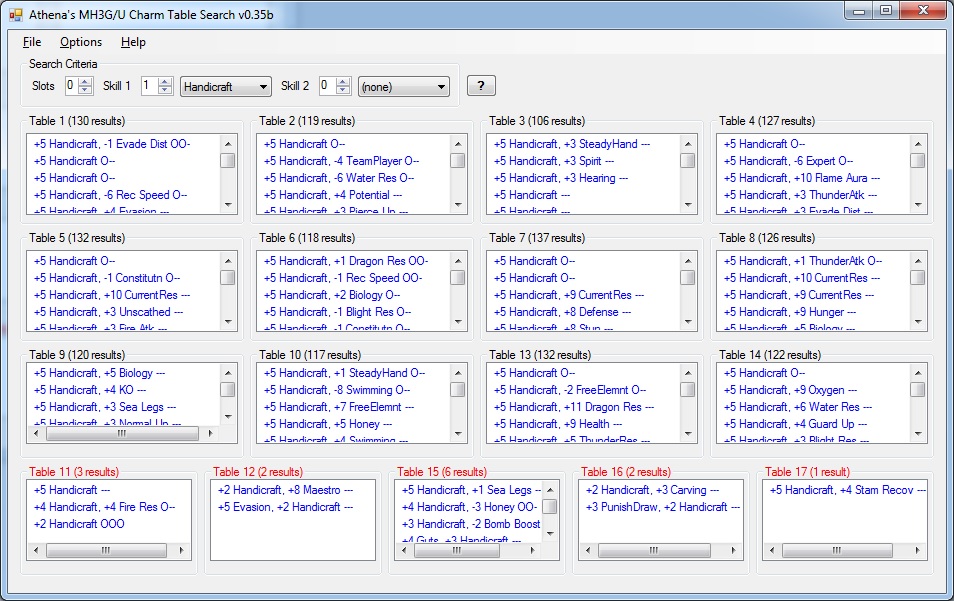 Athena's MH3G/U Charm Table Search v0.35b
File Options Help
Search Criteria
Slots 0 Skill 1 1 Handicraft Skill 2 0 (none) ?
Table 1 (130 results)
+5 Handicraft, -1 Evade Dist OO-
+5 Handicraft O--
+5 Handicraft O--
+5 Handicraft, -6 Rec Speed O--
+5 Handicraft, +4 Evasion ---
Table 2 (119 results)
+5 Handicraft O--
+5 Handicraft, -4 TeamPlayer O--
+5 Handicraft, -6 Water Res O--
+5 Handicraft, +4 Potential ---
+5 Handicraft, +3 Pierce Up ---
Table 3 (106 results)
+5 Handicraft, +3 SteadyHand ---
+5 Handicraft, +3 Spirit ---
+5 Handicraft, +3 Hearing ---
+5 Handicraft ---
+5 Handicraft ---
Table 4 (127 results)
+5 Handicraft O--
+5 Handicraft, -6 Expert O--
+5 Handicraft, +10 Flame Aura ---
+5 Handicraft, +3 ThunderAtk ---
+5 Handicraft, +3 Evade Dist ---
Table 5 (132 results)
+5 Handicraft O--
+5 Handicraft, -1 Constitutn O--
+5 Handicraft, +10 CurrentRes ---
+5 Handicraft, +3 Unscathed ---
+5 Handicraft, +3 Fire Atk ---
Table 6 (118 results)
+5 Handicraft, +1 Dragon Res OO-
+5 Handicraft, -1 Rec Speed OO-
+5 Handicraft, +2 Biology O--
+5 Handicraft, -1 Blight Res O--
+5 Handicraft, -1 Constitutn O--
Table 7 (137 results)
+5 Handicraft O--
+5 Handicraft O--
+5 Handicraft, +9 CurrentRes ---
+5 Handicraft, +8 Defense ---
+5 Handicraft, +8 Stun ---
Table 8 (126 results)
+5 Handicraft, +1 ThunderAtk O--
+5 Handicraft, +10 CurrentRes ---
+5 Handicraft, +9 CurrentRes ---
+5 Handicraft, +9 Hunger ---
+5 Handicraft, +5 Biology ---
Table 9 (120 results)
+5 Handicraft, +5 Biology ---
+5 Handicraft, +4 KO ---
+5 Handicraft, +3 Sea Legs ---
+5 Handicraft, +3 Normal Up ---
Table 10 (117 results)
+5 Handicraft, +1 SteadyHand O--
+5 Handicraft, -8 Swimming O--
+5 Handicraft, +7 FreeElemnt ---
+5 Handicraft, +5 Honey ---
+5 Handicraft, +4 Swimming ---
Table 13 (132 results)
+5 Handicraft O--
+5 Handicraft, -2 FreeElemnt O--
+5 Handicraft, +11 Dragon Res ---
+5 Handicraft, +9 Health ---
+5 Handicraft, +5 ThunderRes ---
Table 14 (122 results)
+5 Handicraft O--
+5 Handicraft, +9 Oxygen ---
+5 Handicraft, +6 Water Res ---
+5 Handicraft, +4 Guard Up ---
+5 Handicraft, +3 Blight Res ---
Table 11 (3 results)
+5 Handicraft ---
+4 Handicraft, +4 Fire Res O--
+2 Handicraft OOO
Table 12 (2 results)
+2 Handicraft, +8 Maestro ---
+5 Evasion, +2 Handicraft ---
Table 15 (6 results)
+5 Handicraft, +1 Sea Legs --
+4 Handicraft, -3 Honey OO-
+3 Handicraft, -2 Bomb Boost
+4 Guts, +3 Handicraft ---
Table 16 (2 results)
+2 Handicraft, +3 Carving ---
+3 PunishDraw, +2 Handicraft ---
Table 17 (1 result)
+5 Handicraft, +4 Stam Recov ---